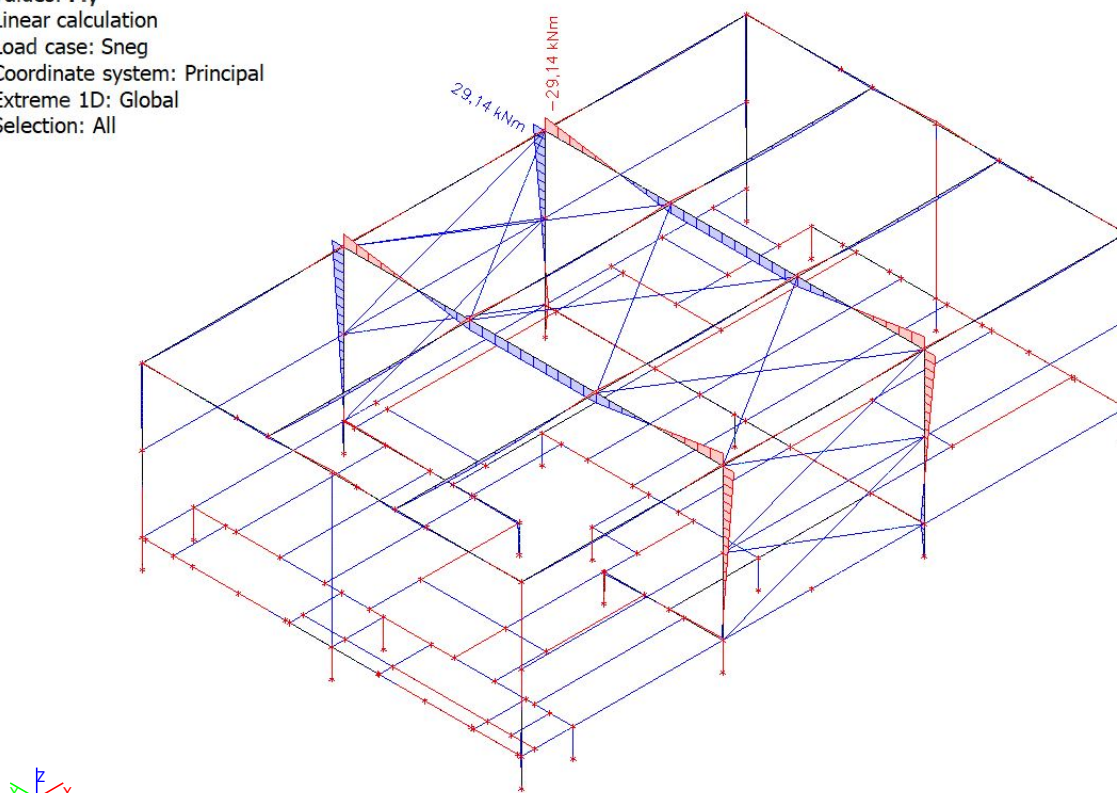 Linear calculation
Load case: Sneg
Coordinate system: Principal
Extreme 1D: Global
Selection: All
-29,14 kNm
29,14 kNm
Z